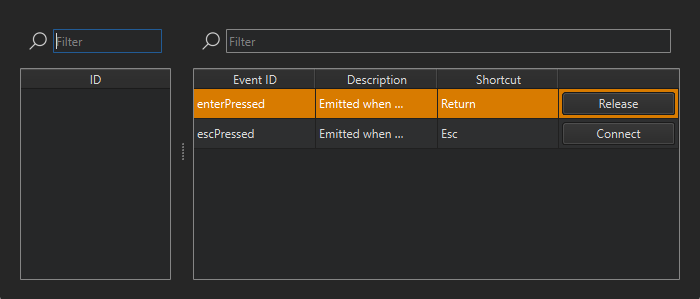 Filter
Filter
ID
Event ID Description Shortcut
enterPressed Emitted when ... Return Release
escPressed Emitted when ... Esc Connect